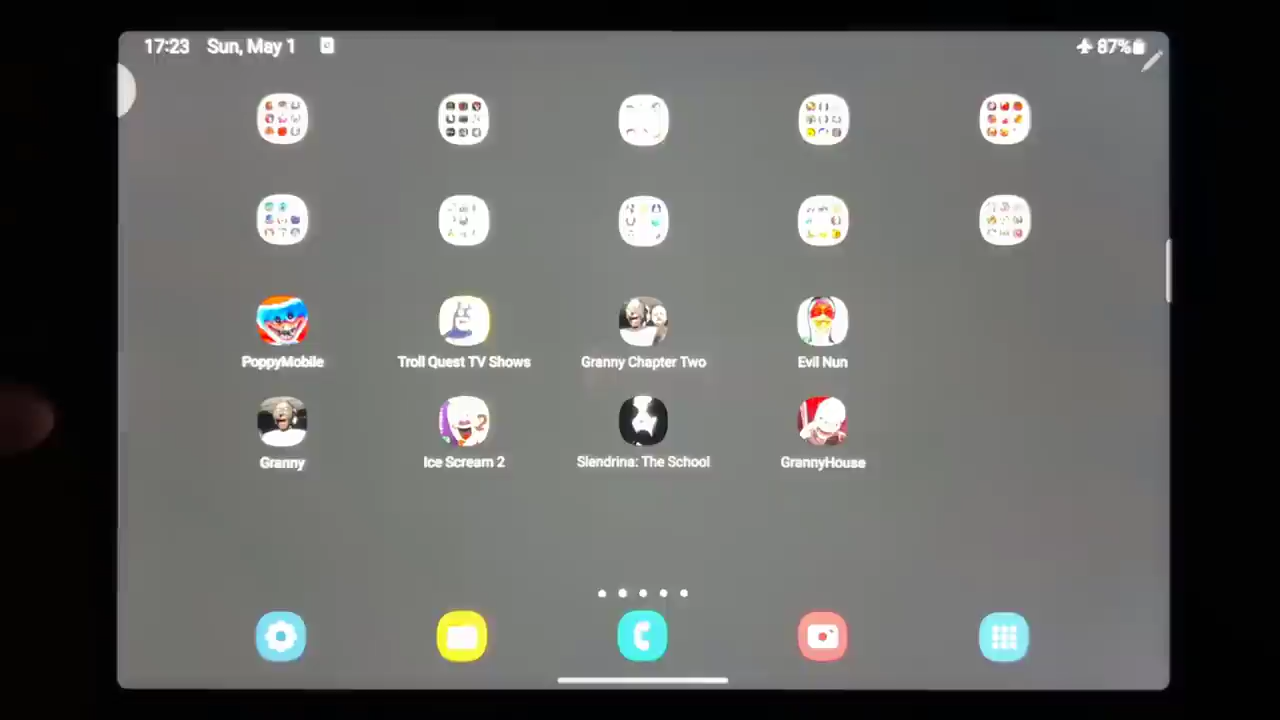 17:23 Sun, May 1 87%
PoppyMobile Troll Quest TV Shows Granny Chapter Two Evil Nun
Granny Ice Scream 2 Slendrina: The School GrannyHouse